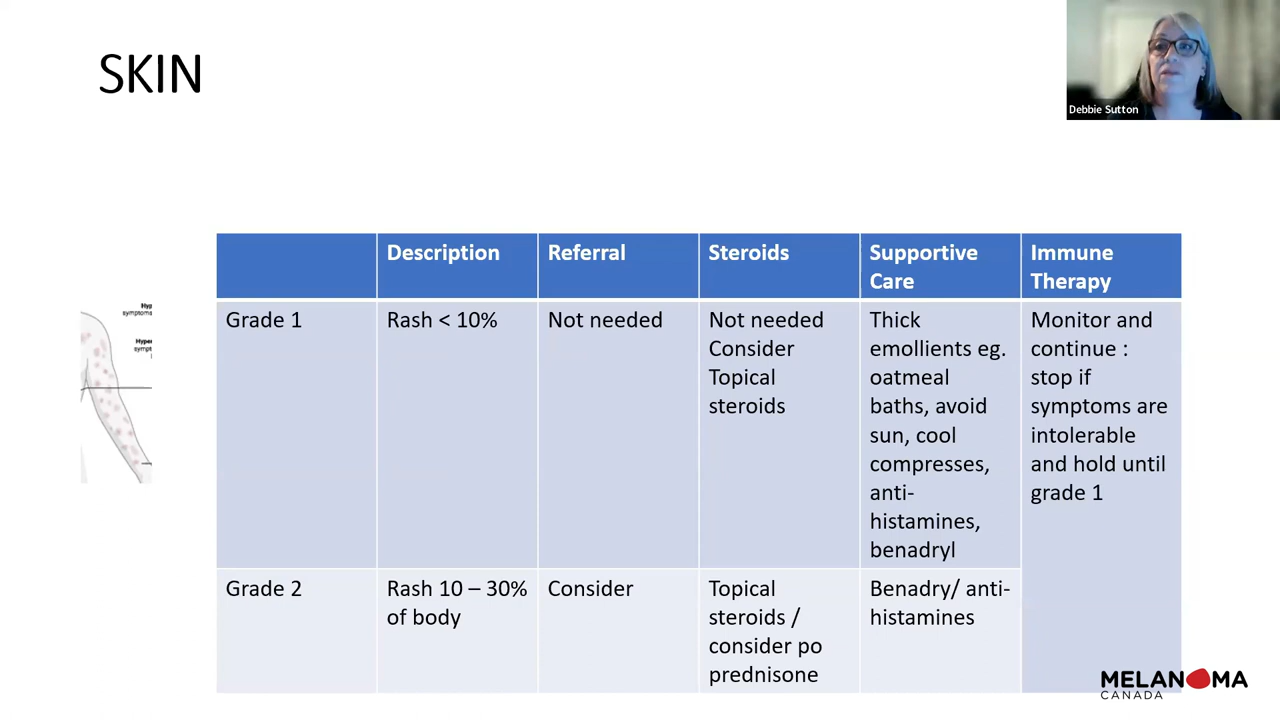 SKIN
Debbie Sutton
Description
Referral
Steroids
Supportive
Care
Immune
Therapy
Grade 1
Rash < 10%
Not needed
Not needed
Consider
Topical
steroids
Thick
emollients eg.
oatmeal
baths, avoid
sun, cool
compresses,
anti-
histamines,
benadryl
Monitor and
continue :
stop if
symptoms are
intolerable
and hold until
grade 1
Grade 2
Rash 10 – 30%
of body
Consider
Topical
steroids /
consider po
prednisone
Benadry/ anti-
histamines
MELANOMA
CANADA